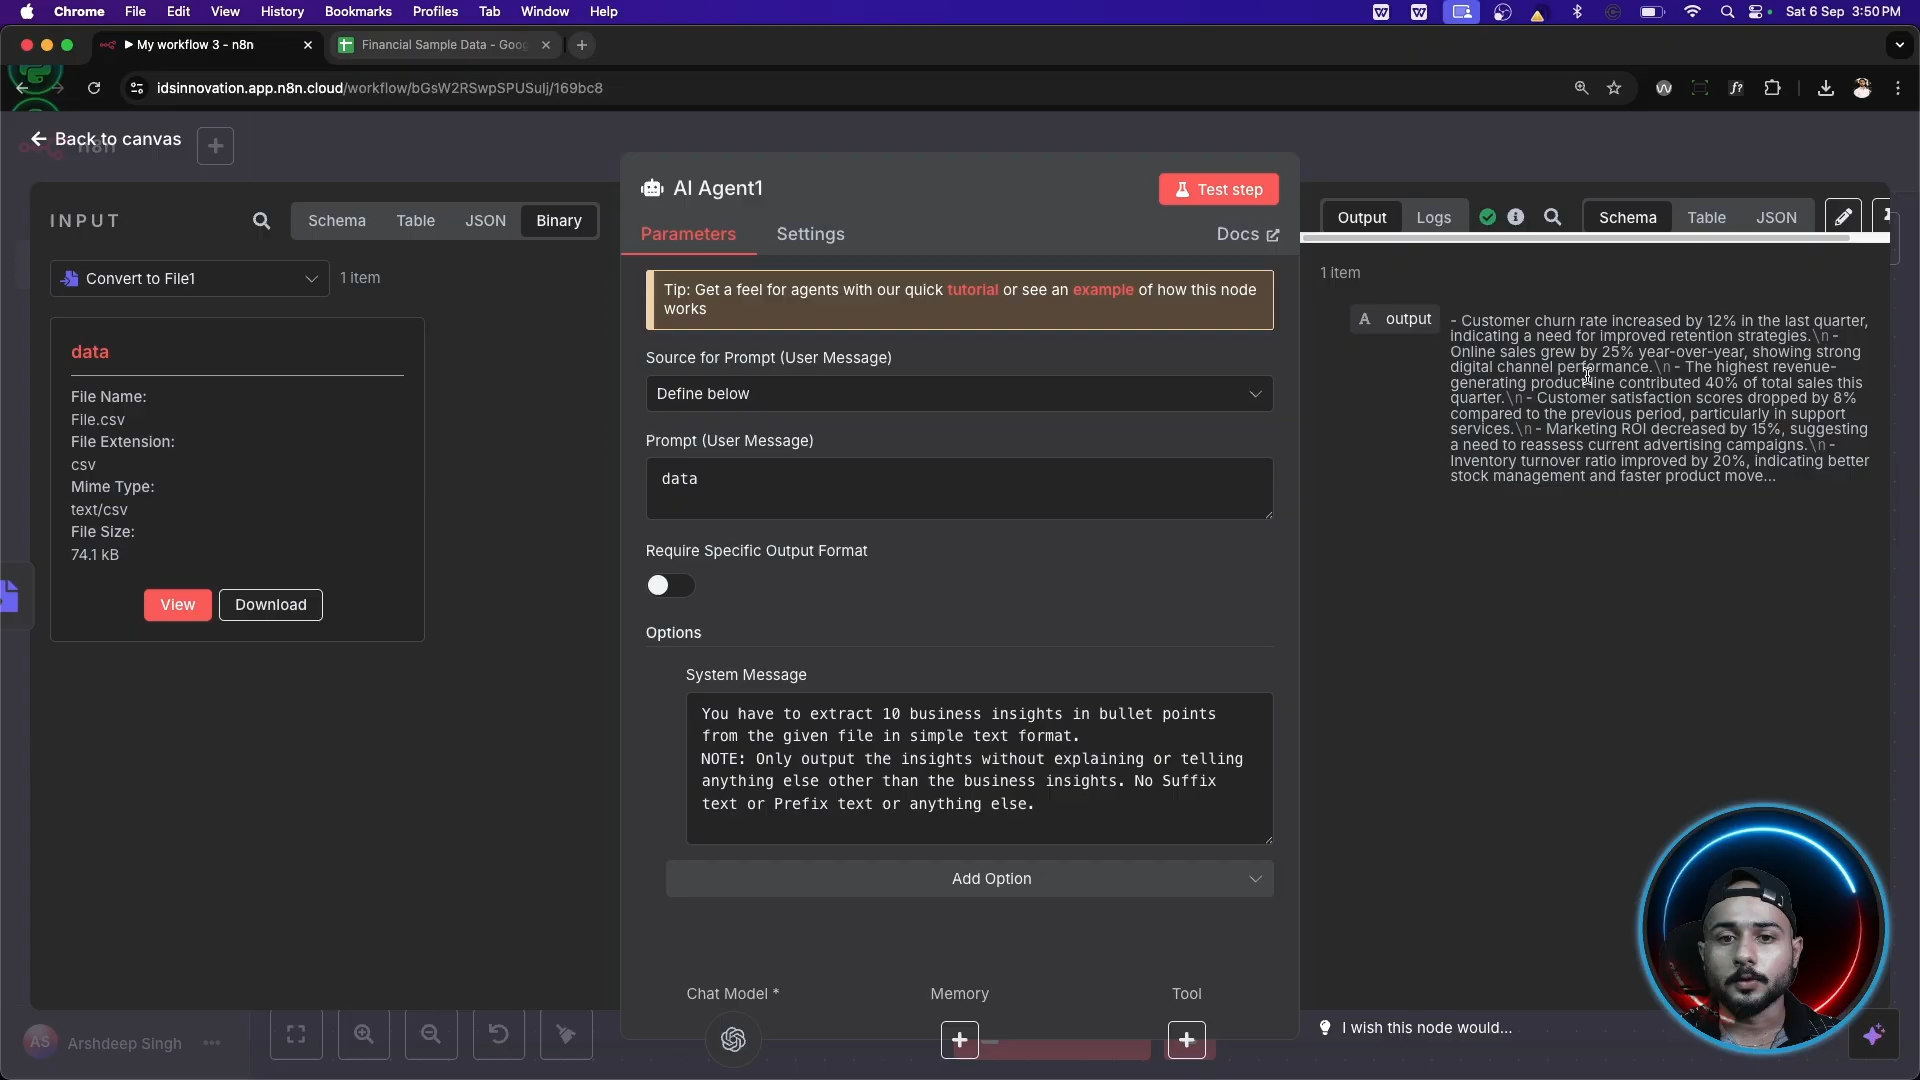 Chrome File Edit View History Bookmarks Profiles Tab Window Help Sat 6 Sep 3:50 PM
My workflow 3 - n8n
Financial Sample Data - Goog
idsinnovation.app.n8n.cloud/workflow/bGsW2RSwpSPUSulj/169bc8
Back to canvas
n8n
INPUT
Schema Table JSON Binary
Convert to File1
1 item
data
File Name:
File.csv
File Extension:
csv
Mime Type:
text/csv
File Size:
74.1 kB
View Download
AI Agent1
Test step
Parameters Settings Docs
Tip: Get a feel for agents with our quick tutorial or see an example of how this node
works
Source for Prompt (User Message)
Define below
Prompt (User Message)
data
Require Specific Output Format
Options
System Message
You have to extract 10 business insights in bullet points
from the given file in simple text format.
NOTE: Only output the insights without explaining or telling
anything else other than the business insights. No Suffix
text or Prefix text or anything else.
Add Option
Chat Model *
Memory
Tool
Output Logs
Schema Table JSON
1 item
A output
- Customer churn rate increased by 12% in the last quarter,
indicating a need for improved retention strategies.\n -
Online sales grew by 25% year-over-year, showing strong
digital channel performance.\n - The highest revenue-
generating product line contributed 40% of total sales this
quarter.\n - Customer satisfaction scores dropped by 8%
compared to the previous period, particularly in support
services.\n - Marketing ROI decreased by 15%, suggesting
a need to reassess current advertising campaigns.\n -
Inventory turnover ratio improved by 20%, indicating better
stock management and faster product move...
I wish this node would...
AS Arshdeep Singh